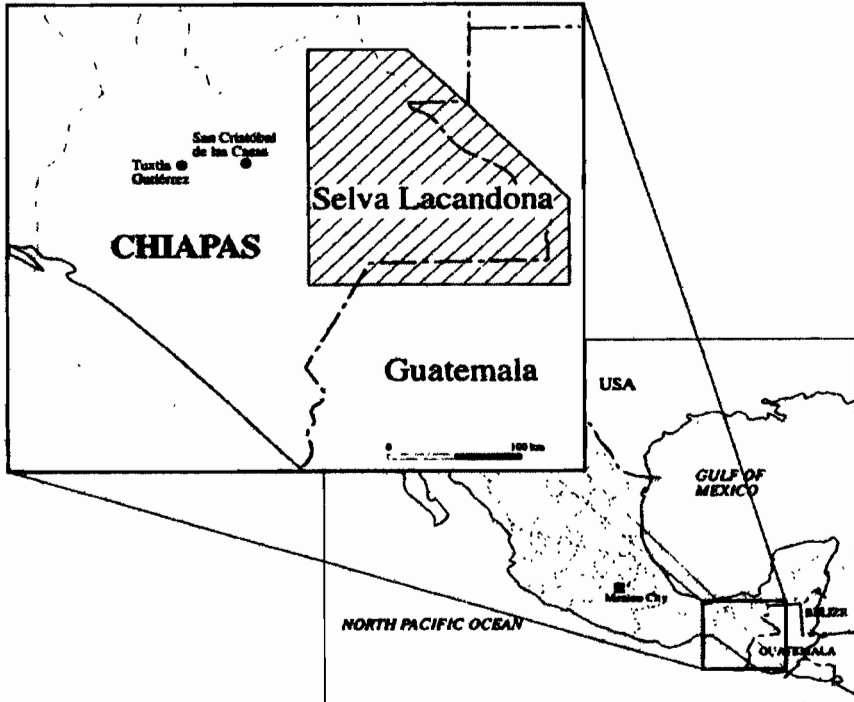 San Cristóbal
de las Casas
Tuxtla
Gutiérrez
Selva Lacandona
CHIAPAS
Guatemala
0 100 km
USA
GULF OF
MEXICO
Mexico City
NORTH PACIFIC OCEAN
BELIZE
GUATEMALA